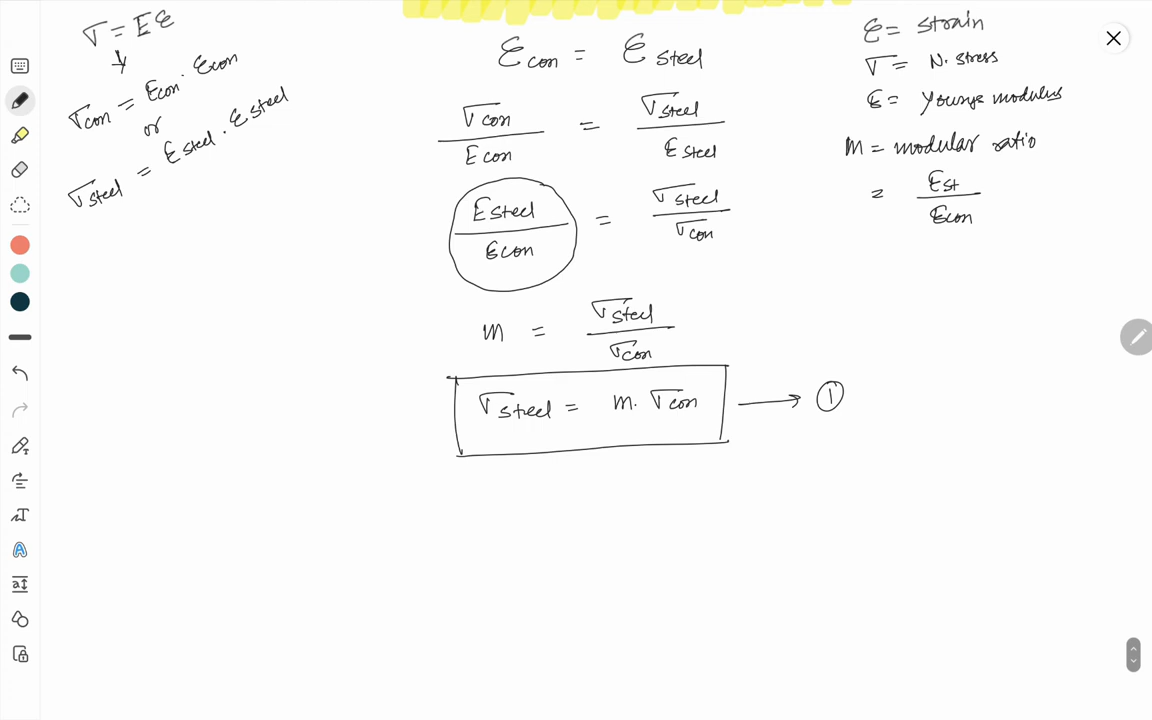 σ = Eε
σcon = Econ . εcon
or
σsteel = Esteel . εsteel
εcon = εsteel
σcon / Econ = σsteel / Esteel
Esteel / Econ = σsteel / σcon
m = σsteel / σcon
σsteel = m. σcon → ①
ε = strain
σ = N. stress
E = Youngs modulus
m = modular ratio
= Est / Econ